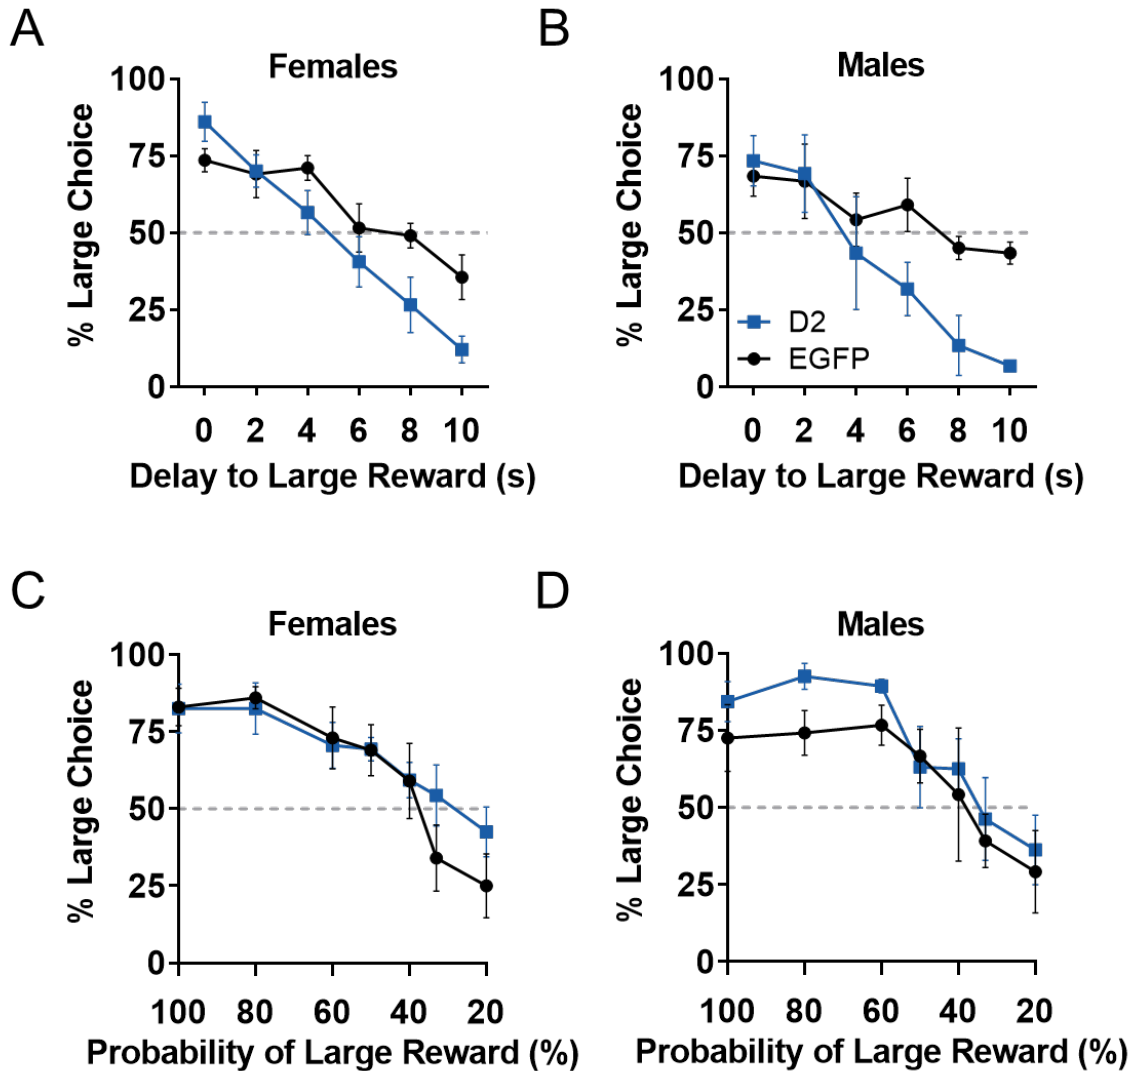 A
Females
100
75
50
25
0
% Large Choice
0 2 4 6 8 10
Delay to Large Reward (s)
B
Males
100
75
50
25
0
% Large Choice
D2
EGFP
0 2 4 6 8 10
Delay to Large Reward (s)
C
Females
100
75
50
25
0
% Large Choice
100 80 60 40 20
Probability of Large Reward (%)
D
Males
100
75
50
25
0
% Large Choice
100 80 60 40 20
Probability of Large Reward (%)